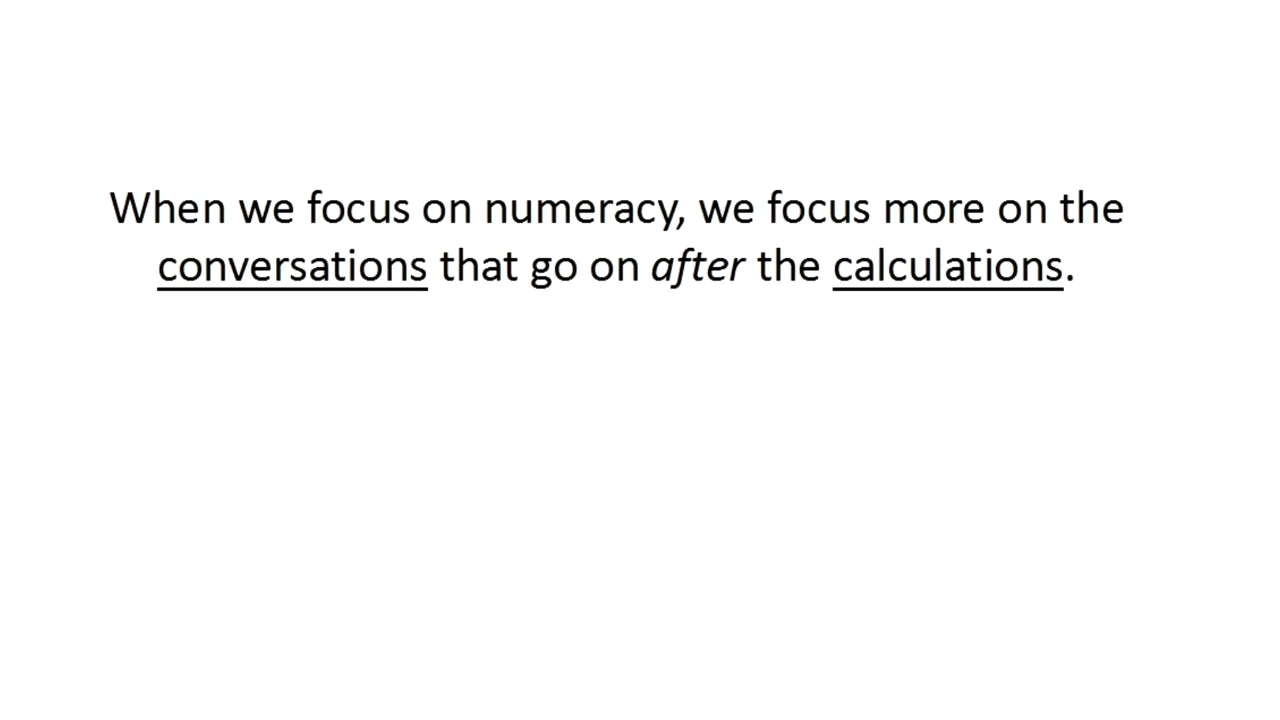 When we focus on numeracy, we focus more on the
conversations that go on after the calculations.